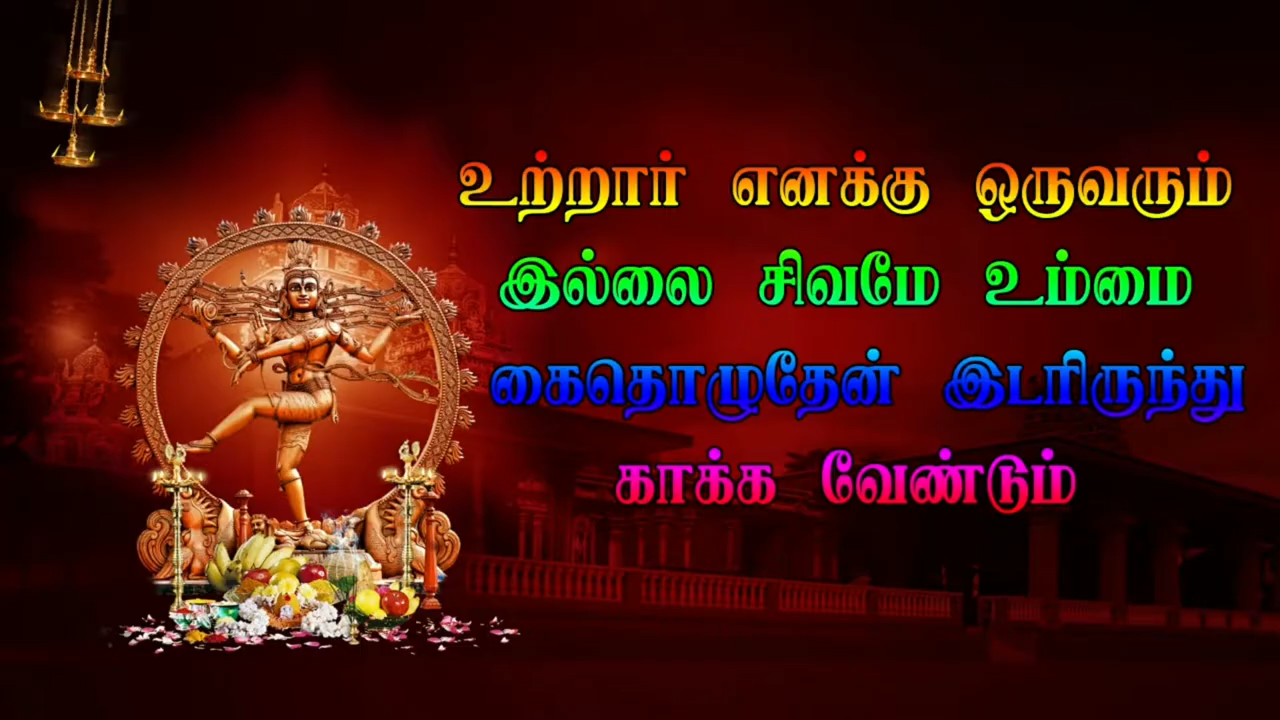 உற்றார் எனக்கு ஒருவரும்
இல்லை சிவமே உம்மை
கைதொழுதேன் இடரிருந்து
காக்க வேண்டும்